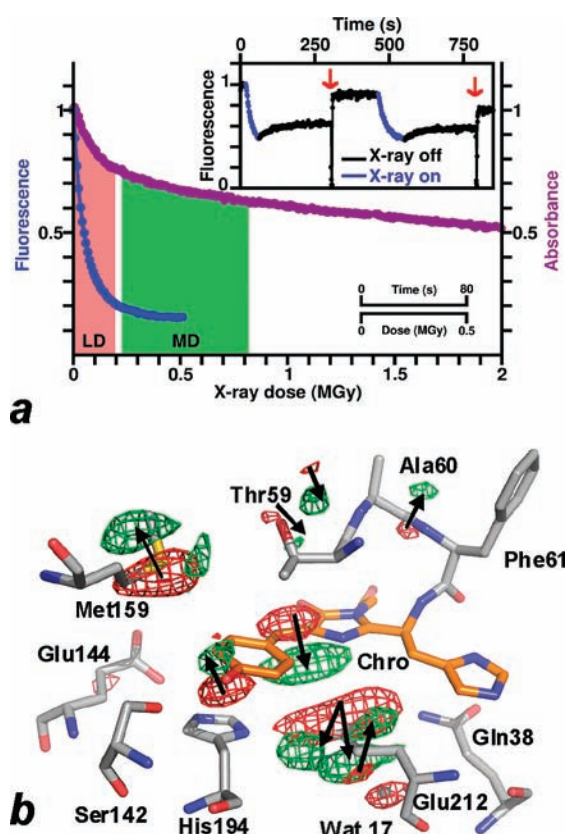 Time (s)
0 250 500 750
1
0
Fluorescence
X-ray off
X-ray on
1
0.5
Fluorescence
1
0.5
Absorbance
0 Time (s) 80
0 Dose (MGy) 0.5
LD MD
0 0.5 1 1.5 2
X-ray dose (MGy)
a
Ala60
Thr59
Phe61
Met159
Glu144
Chro
Gln38
Ser142
His194
Wat 17
Glu212
b